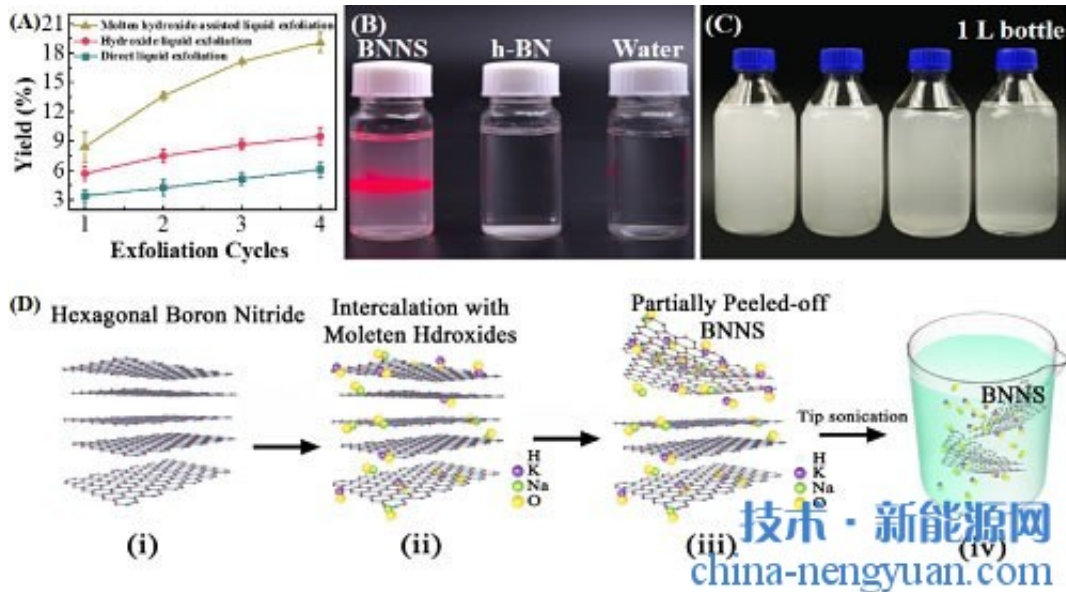 (A)
21
18
15
12
9
6
3
Yield (%)
Molten hydroxide assisted liquid exfoliation
Hydroxide liquid exfoliation
Direct liquid exfoliation
1 2 3 4
Exfoliation Cycles
(B)
BNNS h-BN Water
(C)
1 L bottle
(D)
Hexagonal Boron Nitride
Intercalation with
Moleten Hdroxides
Partially Peeled-off
BNNS
Tip sonication
BNNS
H
K
Na
O
H
K
Na
O
(i) (ii) (iii) (iv)
技术·新能源网
china-nengyuan.com